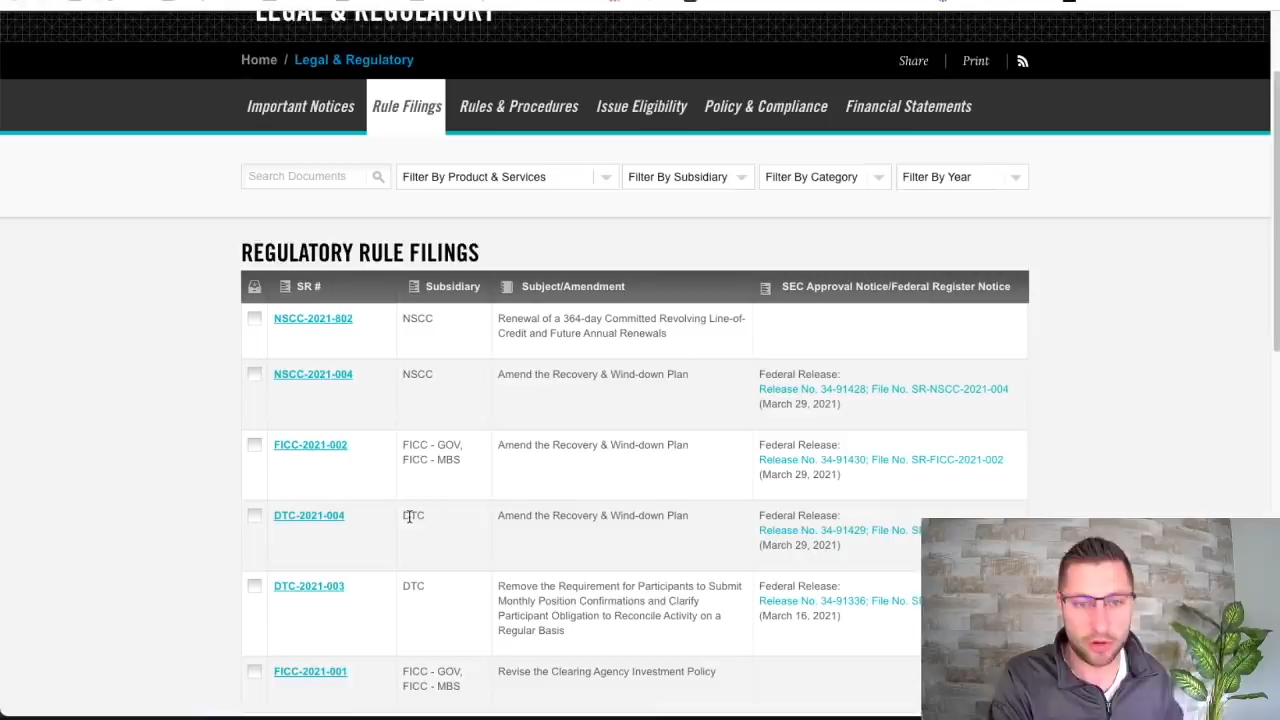 LEGAL & REGULATORY
Home / Legal & Regulatory
Share | Print |
Important Notices Rule Filings Rules & Procedures Issue Eligibility Policy & Compliance Financial Statements
Search Documents Filter By Product & Services Filter By Subsidiary Filter By Category Filter By Year
REGULATORY RULE FILINGS
SR # Subsidiary Subject/Amendment SEC Approval Notice/Federal Register Notice
NSCC-2021-802 NSCC Renewal of a 364-day Committed Revolving Line-of-
Credit and Future Annual Renewals
NSCC-2021-004 NSCC Amend the Recovery & Wind-down Plan Federal Release:
Release No. 34-91428; File No. SR-NSCC-2021-004
(March 29, 2021)
FICC-2021-002 FICC - GOV, Amend the Recovery & Wind-down Plan Federal Release:
FICC - MBS Release No. 34-91430; File No. SR-FICC-2021-002
(March 29, 2021)
DTC-2021-004 DTC Amend the Recovery & Wind-down Plan Federal Release:
Release No. 34-91429; File No.
(March 29, 2021)
DTC-2021-003 DTC Remove the Requirement for Participants to Submit Federal Release:
Monthly Position Confirmations and Clarify Release No. 34-91336; File No.
Participant Obligation to Reconcile Activity on a (March 16, 2021)
Regular Basis
FICC-2021-001 FICC - GOV, Revise the Clearing Agency Investment Policy
FICC - MBS